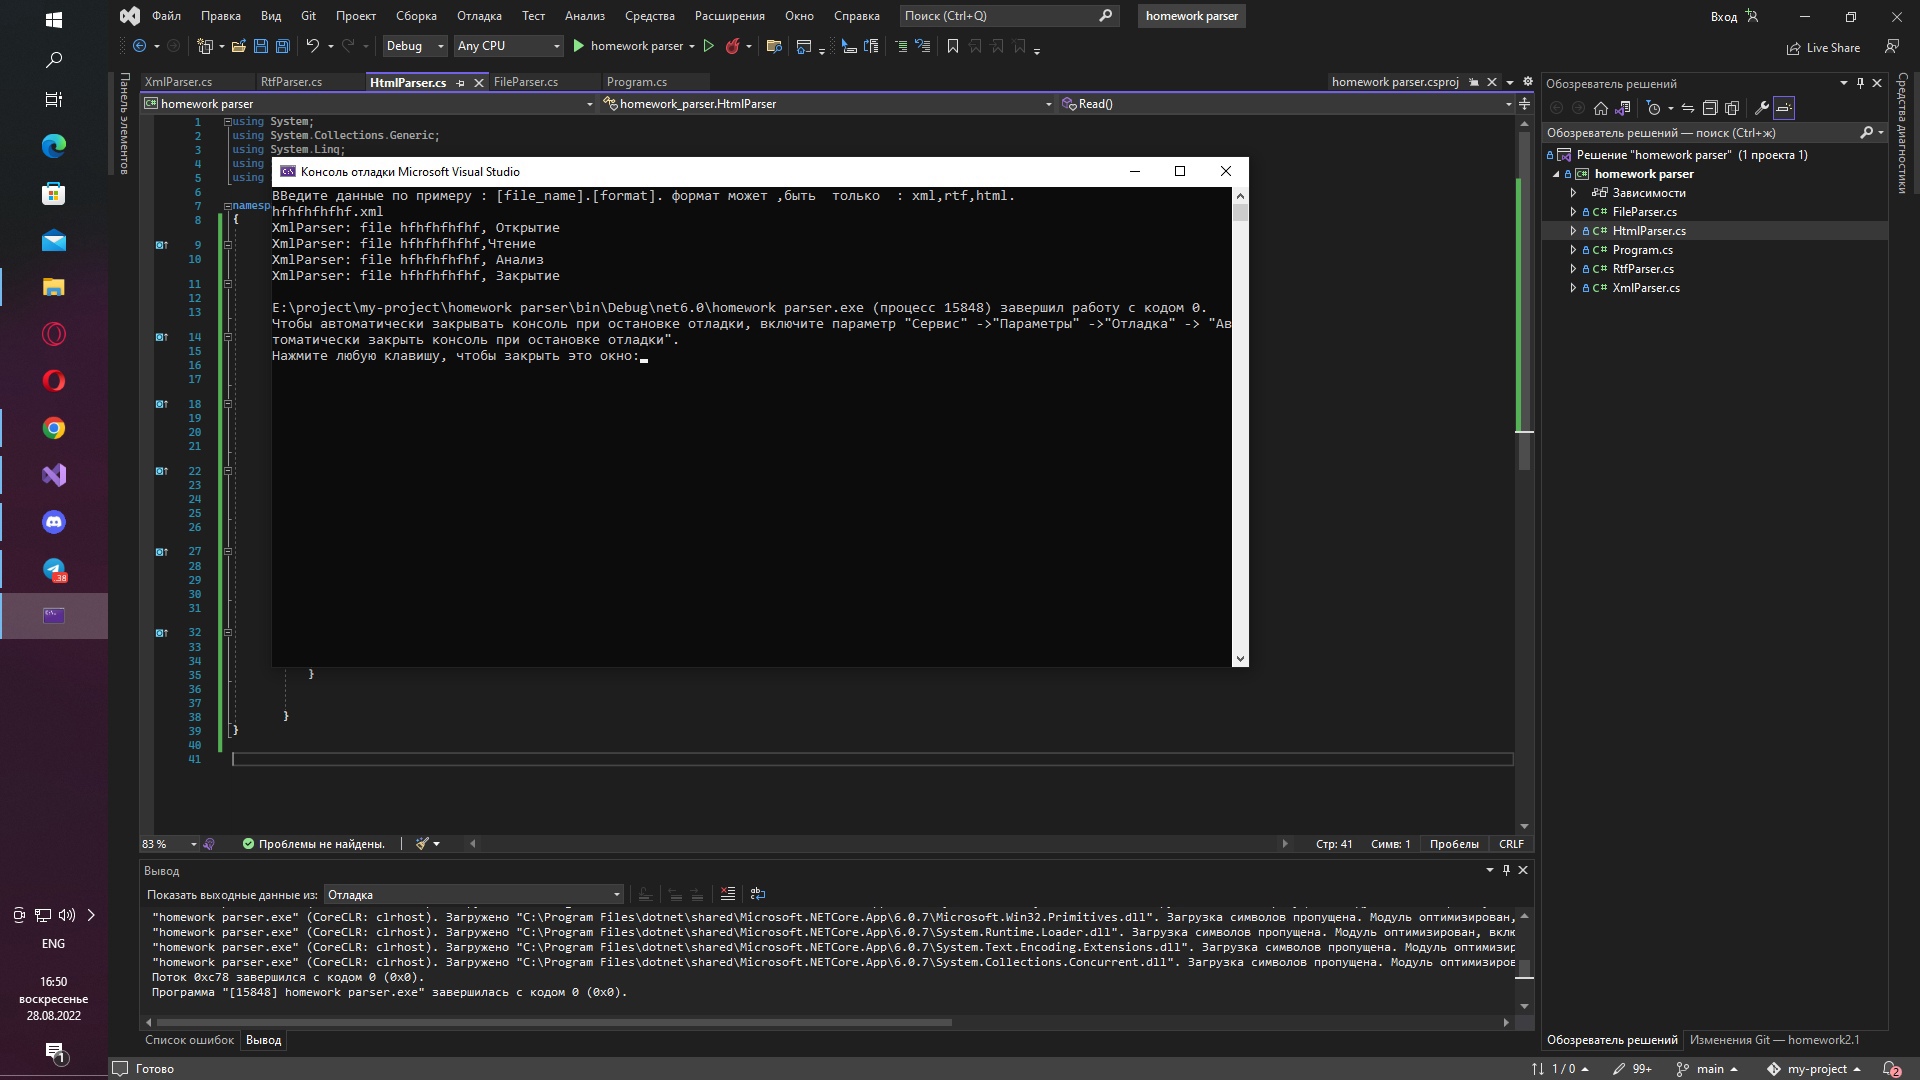 Файл Правка Вид Git Проект Сборка Отладка Тест Анализ Средства Расширения Окно Справка Поиск (Ctrl+Q) homework parser Вход
Debug Any CPU homework parser Live Share
Панель элементов
XmlParser.cs RtfParser.cs HtmlParser.cs FileParser.cs Program.cs homework parser.csproj
homework parser homework_parser.HtmlParser Read()
1 using System;
2 using System.Collections.Generic;
3 using System.Linq;
4 using
5 using
6
7 namesp
8 {
9
10
11
12
13
14
15
16
17
18
19
20
21
22
23
24
25
26
27
28
29
30
31
32
33
34
35 }
36
37
38 }
39 }
40
41
Консоль отладки Microsoft Visual Studio
ВВедите данные по примеру : [file_name].[format]. формат может ,быть только : xml,rtf,html.
hfhfhfhfhf.xml
XmlParser: file hfhfhfhfhf, Открытие
XmlParser: file hfhfhfhfhf,Чтение
XmlParser: file hfhfhfhfhf, Анализ
XmlParser: file hfhfhfhfhf, Закрытие
E:\project\my-project\homework parser\bin\Debug\net6.0\homework parser.exe (процесс 15848) завершил работу с кодом 0.
Чтобы автоматически закрывать консоль при остановке отладки, включите параметр "Сервис" ->"Параметры" ->"Отладка" -> "Ав
томатически закрыть консоль при остановке отладки".
Нажмите любую клавишу, чтобы закрыть это окно:
83 % Проблемы не найдены. Стр: 41 Симв: 1 Пробелы CRLF
Вывод
Показать выходные данные из: Отладка
"homework parser.exe" (CoreCLR: clrhost). Загружено "C:\Program Files\dotnet\shared\Microsoft.NETCore.App\6.0.7\Microsoft.Win32.Primitives.dll". Загрузка символов пропущена. Модуль оптимизирован,
"homework parser.exe" (CoreCLR: clrhost). Загружено "C:\Program Files\dotnet\shared\Microsoft.NETCore.App\6.0.7\System.Runtime.Loader.dll". Загрузка символов пропущена. Модуль оптимизирован, вклю
"homework parser.exe" (CoreCLR: clrhost). Загружено "C:\Program Files\dotnet\shared\Microsoft.NETCore.App\6.0.7\System.Text.Encoding.Extensions.dll". Загрузка символов пропущена. Модуль оптимизир
"homework parser.exe" (CoreCLR: clrhost). Загружено "C:\Program Files\dotnet\shared\Microsoft.NETCore.App\6.0.7\System.Collections.Concurrent.dll". Загрузка символов пропущена. Модуль оптимизиров
Поток 0xc78 завершился с кодом 0 (0x0).
Программа "[15848] homework parser.exe" завершилась с кодом 0 (0x0).
Список ошибок Вывод
Обозреватель решений
Обозреватель решений — поиск (Ctrl+ж)
Решение "homework parser" (1 проекта 1)
homework parser
Зависимости
C# FileParser.cs
C# HtmlParser.cs
C# Program.cs
C# RtfParser.cs
C# XmlParser.cs
Обозреватель решений Изменения Git — homework2.1
Средства диагностики
38
ENG
16:50
воскресенье
28.08.2022
1
Готово 1 / 0 99+ main my-project 2